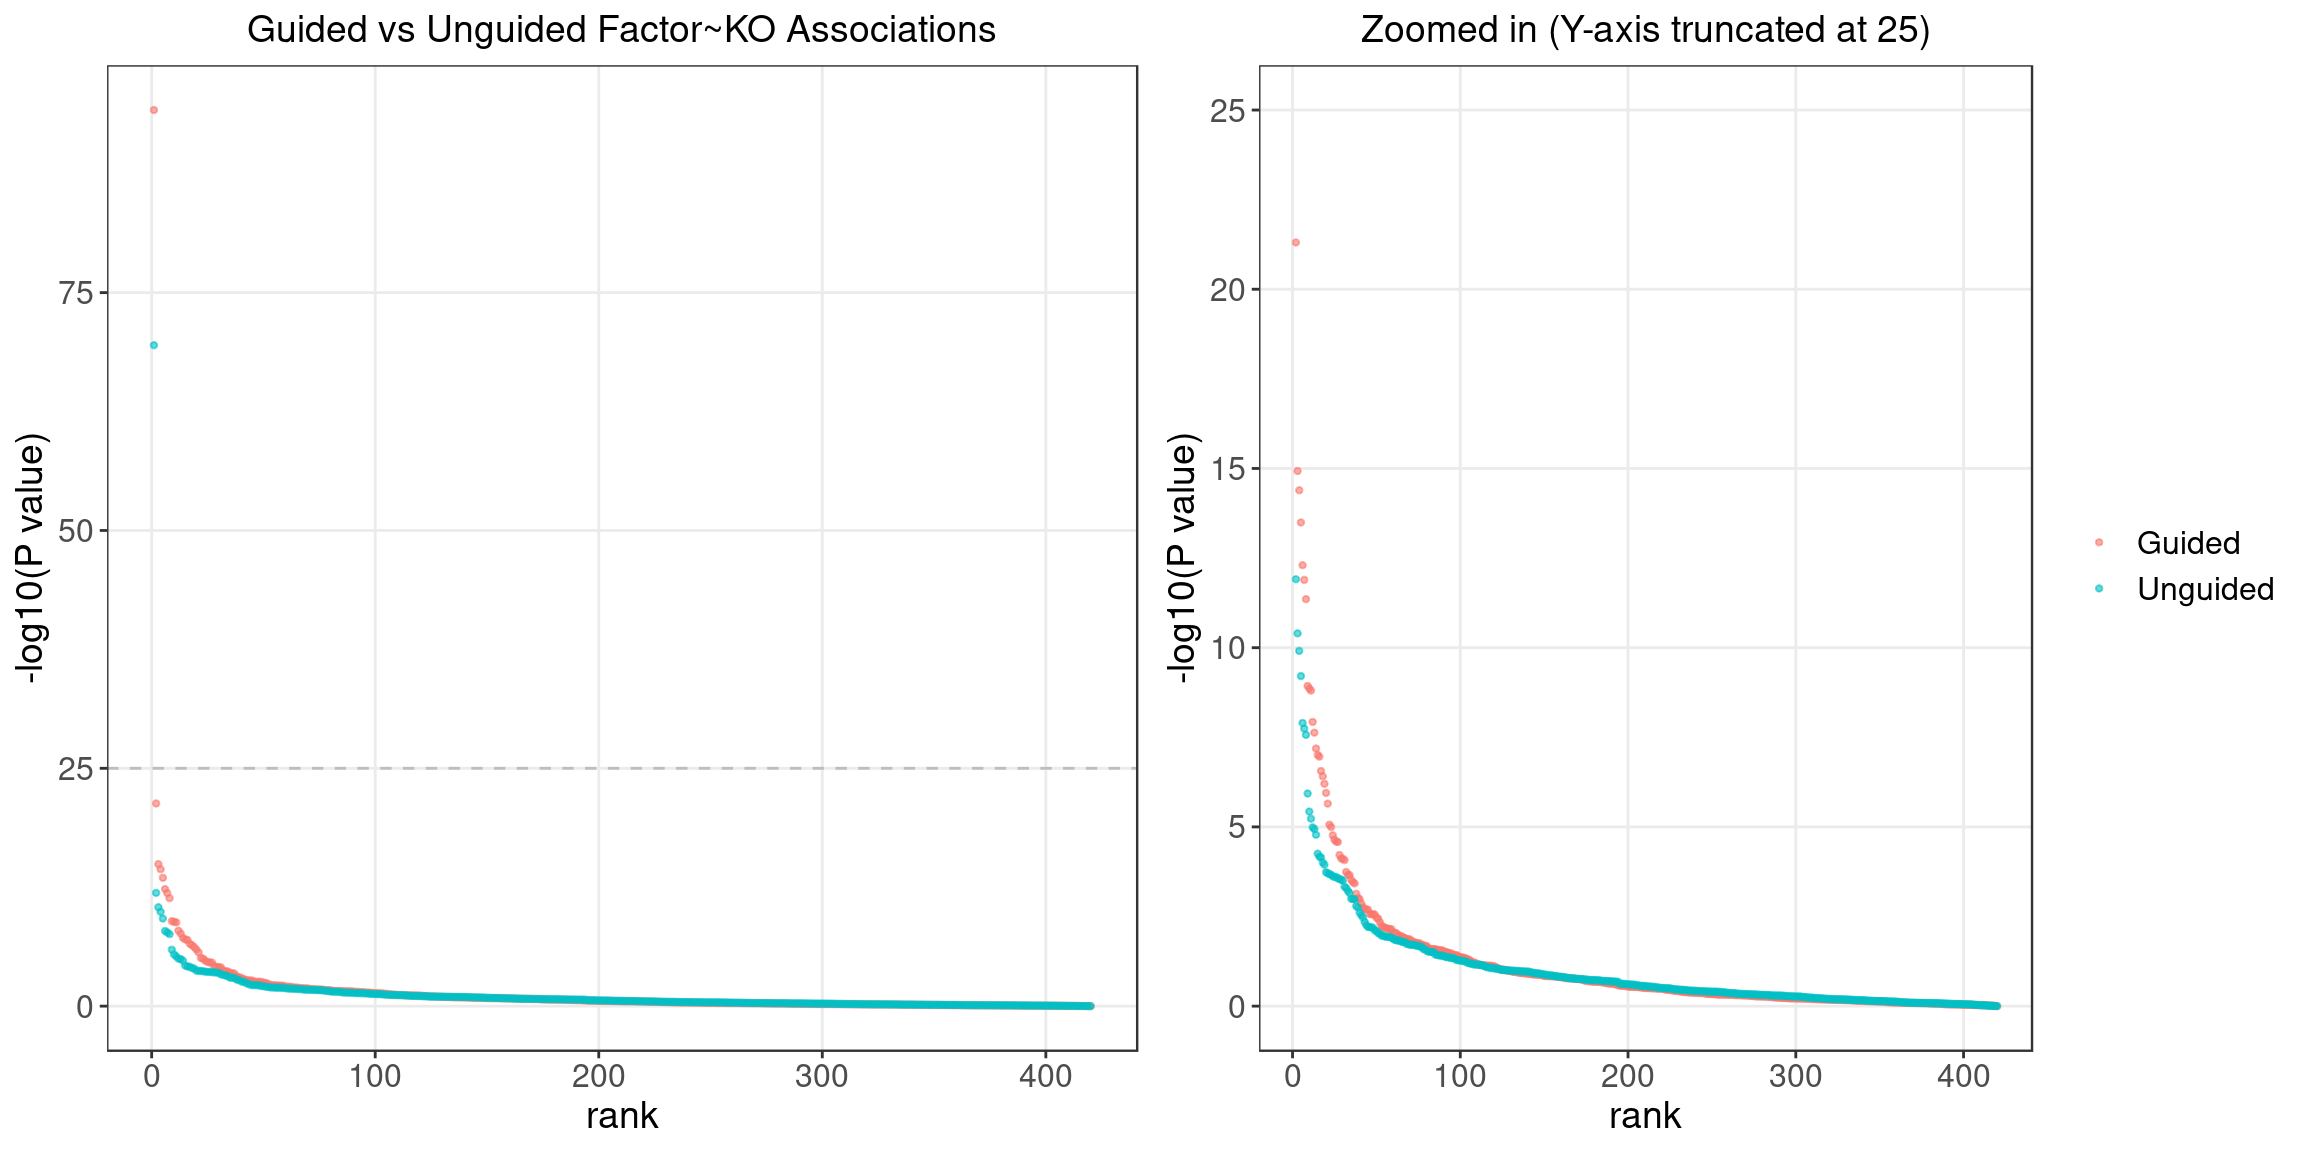 Guided vs Unguided Factor~KO Associations
-log10(P value)
75
50
25
0
0 100 200 300 400
rank
Zoomed in (Y-axis truncated at 25)
-log10(P value)
25
20
15
10
5
0
0 100 200 300 400
rank
Guided
Unguided